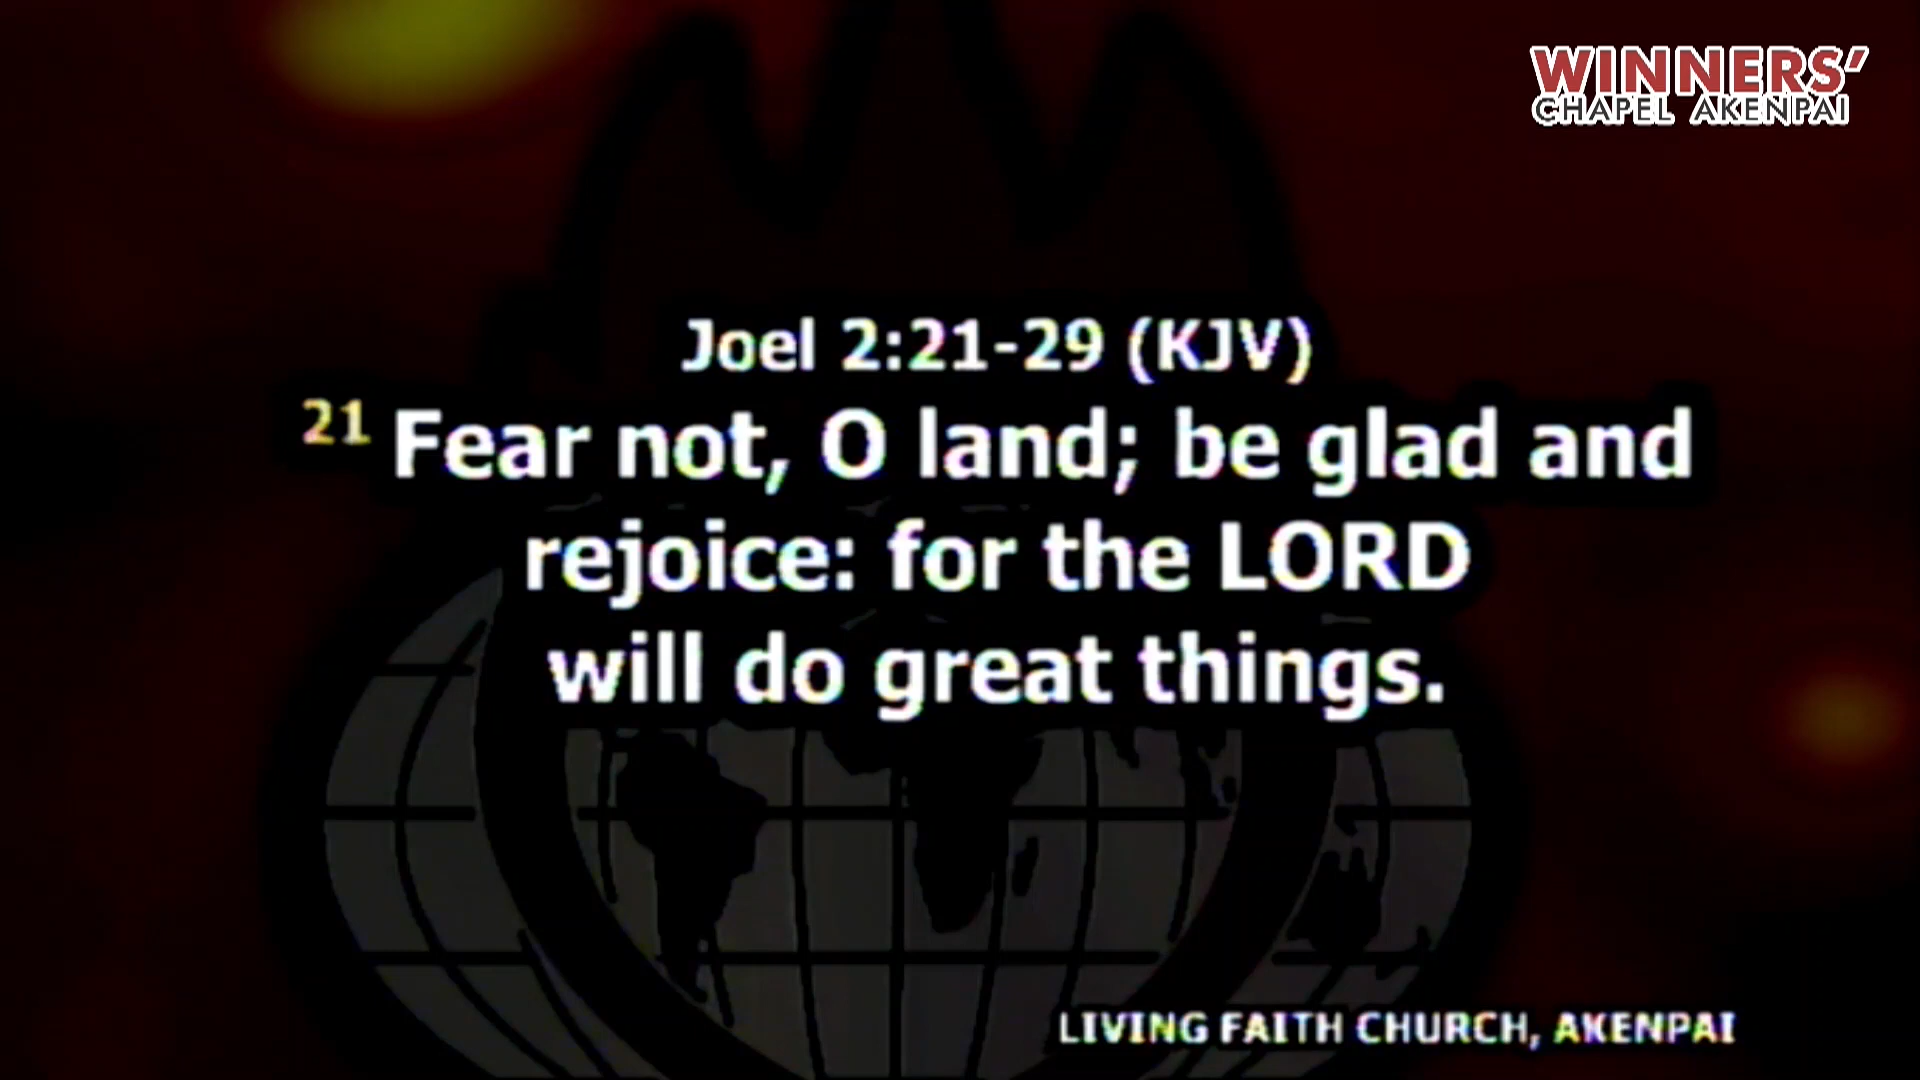 WINNERS'
CHAPEL AKENPAI
Joel 2:21-29 (KJV)
21 Fear not, O land; be glad and
rejoice: for the LORD
will do great things.
LIVING FAITH CHURCH, AKENPAI